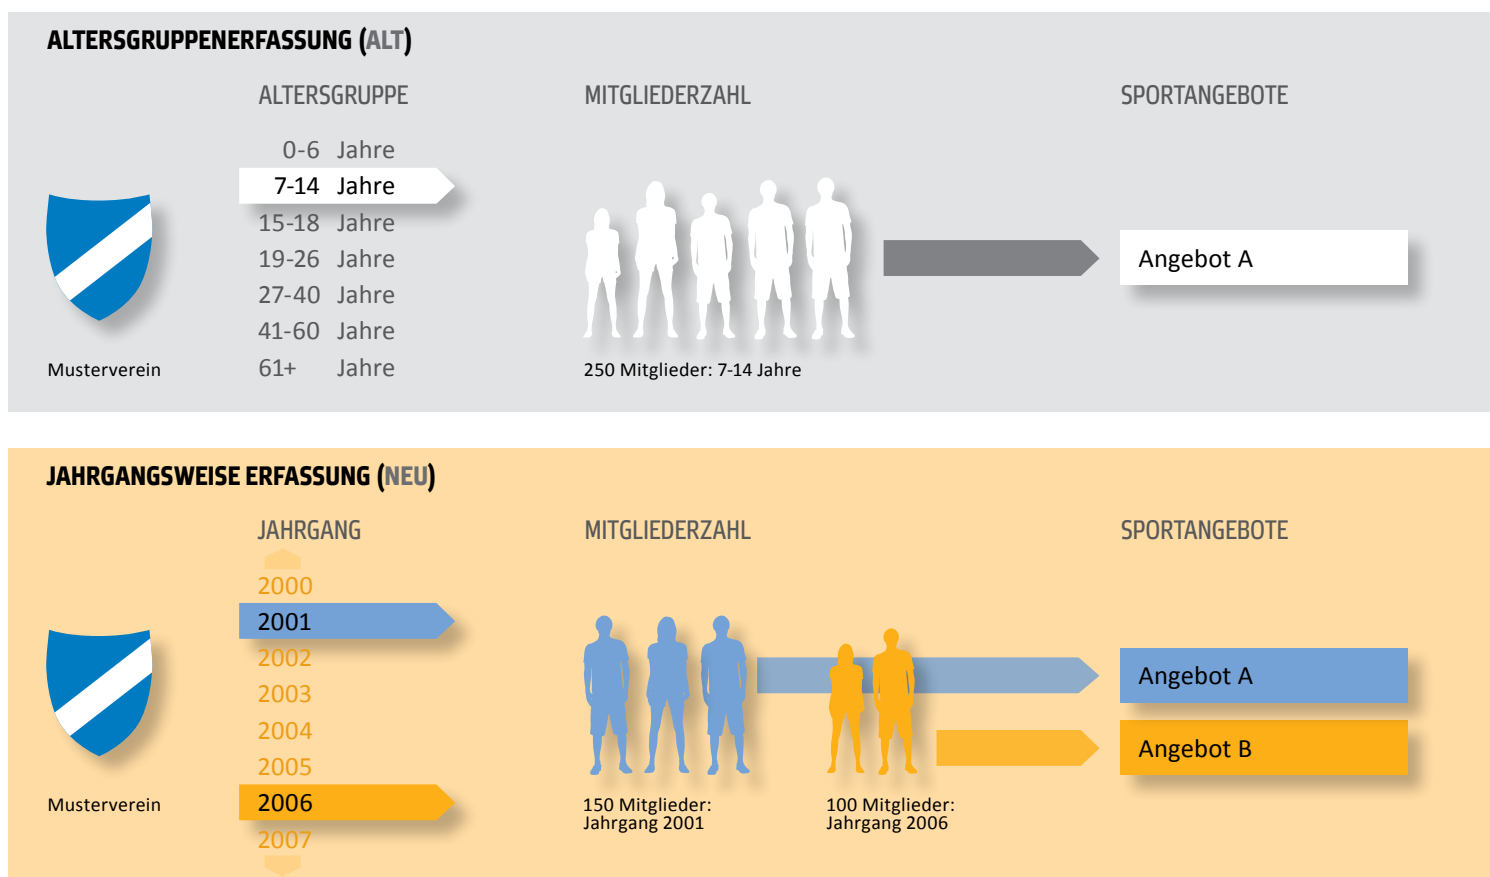 ALTERSGRUPPENERFASSUNG (ALT)
ALTERSGRUPPE
MITGLIEDERZAHL
SPORTANGEBOTE
0-6 Jahre
7-14 Jahre
15-18 Jahre
19-26 Jahre
27-40 Jahre
41-60 Jahre
61+ Jahre
Musterverein
250 Mitglieder: 7-14 Jahre
Angebot A
JAHRGANGSWEISE ERFASSUNG (NEU)
JAHRGANG
MITGLIEDERZAHL
SPORTANGEBOTE
2000
2001
2002
2003
2004
2005
2006
2007
Musterverein
150 Mitglieder:
Jahrgang 2001
100 Mitglieder:
Jahrgang 2006
Angebot A
Angebot B